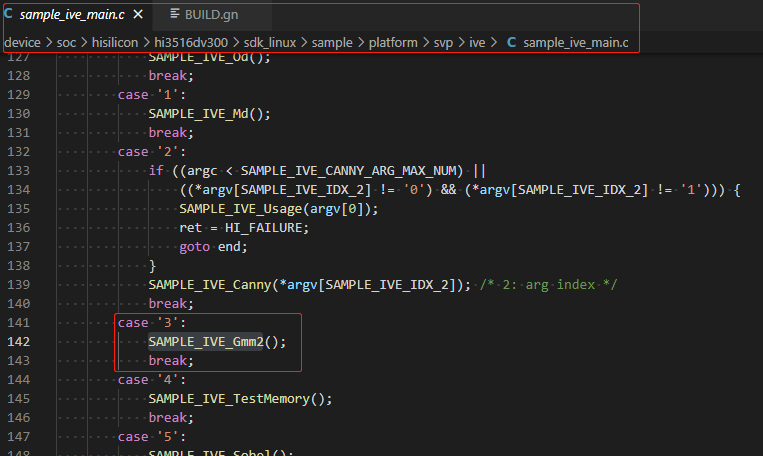 C sample_ive_main.c × BUILD.gn
device > soc > hisilicon > hi3516dv300 > sdk_linux > sample > platform > svp > ive > C sample_ive_main.c
127 SAMPLE_IVE_Od();
128 break;
129 case '1':
130 SAMPLE_IVE_Md();
131 break;
132 case '2':
133 if ((argc < SAMPLE_IVE_CANNY_ARG_MAX_NUM) ||
134 ((*argv[SAMPLE_IVE_IDX_2] != '0') && (*argv[SAMPLE_IVE_IDX_2] != '1'))) {
135 SAMPLE_IVE_Usage(argv[0]);
136 ret = HI_FAILURE;
137 goto end;
138 }
139 SAMPLE_IVE_Canny(*argv[SAMPLE_IVE_IDX_2]); /* 2: arg index */
140 break;
141 case '3':
142 SAMPLE_IVE_Gmm2();
143 break;
144 case '4':
145 SAMPLE_IVE_TestMemory();
146 break;
147 case '5':
148 SAMPLE_IVE_Sobel();